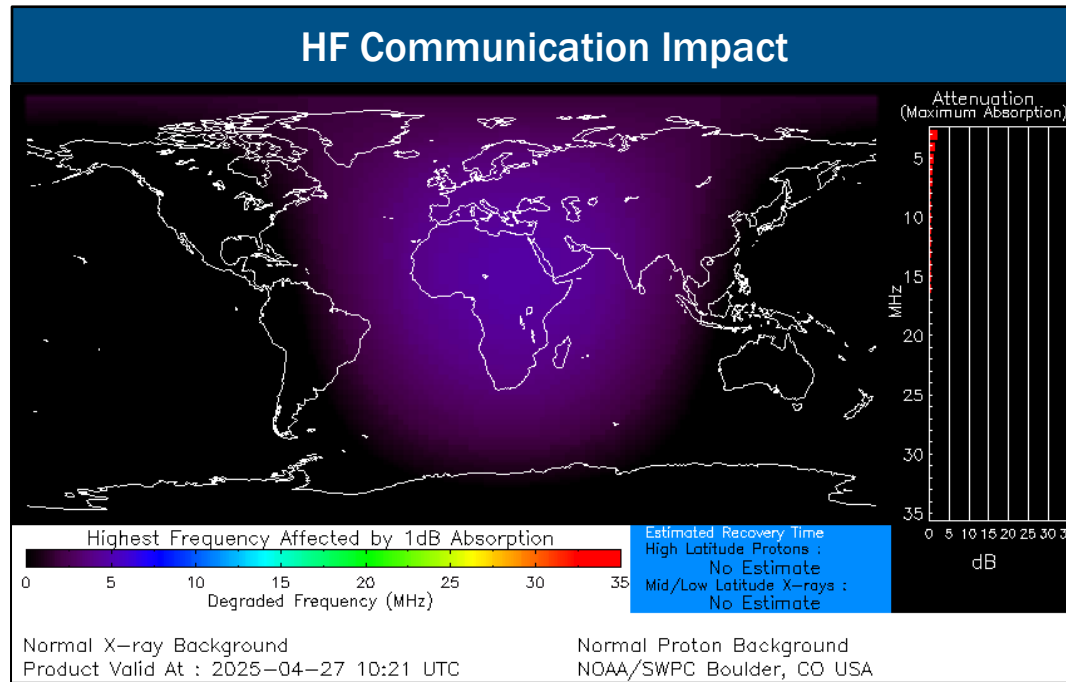 HF Communication Impact
Attenuation
(Maximum Absorption)
5
10
15
20
25
30
35
MHz
0 5 10 15 20 25 30 3
dB
Highest Frequency Affected by 1dB Absorption
0 5 10 15 20 25 30 35
Degraded Frequency (MHz)
Estimated Recovery Time
High Latitude Protons :
No Estimate
Mid/Low Latitude X-rays :
No Estimate
Normal X-ray Background
Product Valid At : 2025-04-27 10:21 UTC
Normal Proton Background
NOAA/SWPC Boulder, CO USA